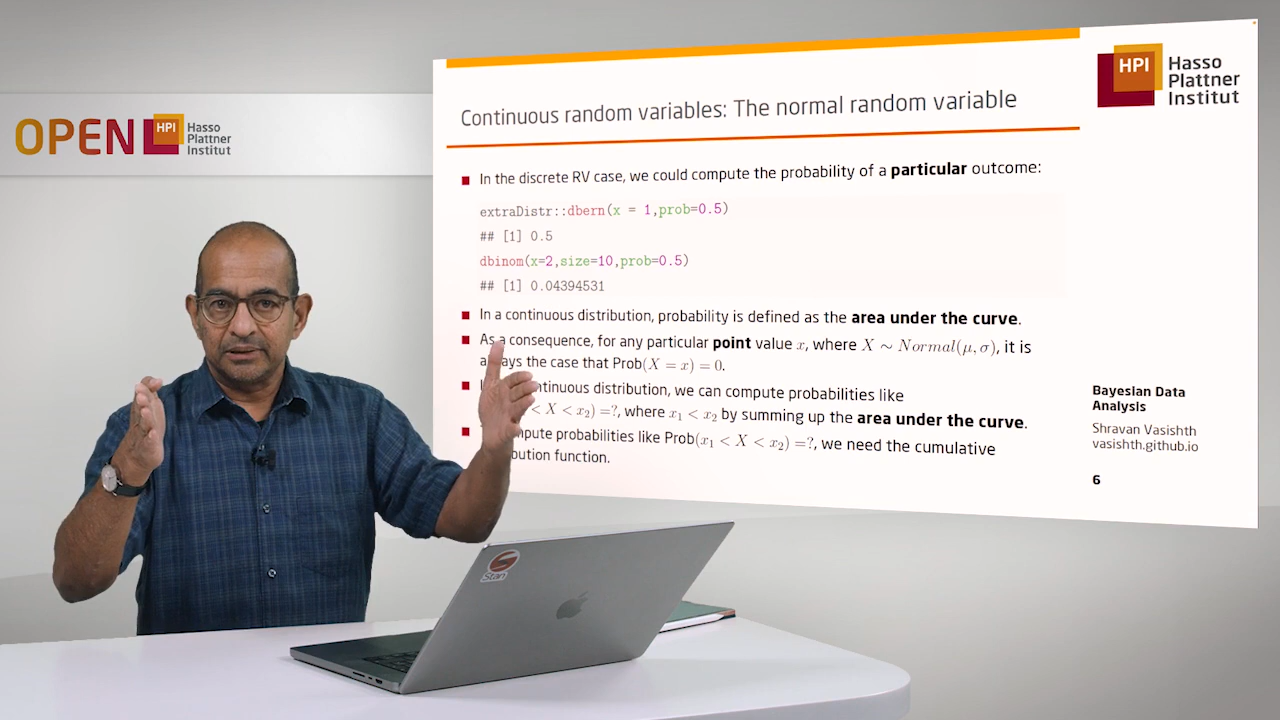 OPEN HPI Hasso
Plattner
Institut
HPI Hasso
Plattner
Institut
Continuous random variables: The normal random variable
In the discrete RV case, we could compute the probability of a particular outcome:
extraDistr::dbern(x = 1,prob=0.5)
## [1] 0.5
dbinom(x=2,size=10,prob=0.5)
## [1] 0.04394531
In a continuous distribution, probability is defined as the area under the curve.
As a consequence, for any particular point value x, where X ∼ Normal(μ, σ), it is
the case that Prob(X = x) = 0.
distribution, we can compute probabilities like
< X < x₂) =?, where x₁ < x₂ by summing up the area under the curve.
probabilities like Prob(x₁ < X < x₂) =?, we need the cumulative
function.
Bayesian Data
Analysis
Shravan Vasishth
vasishth.github.io
6
Stan